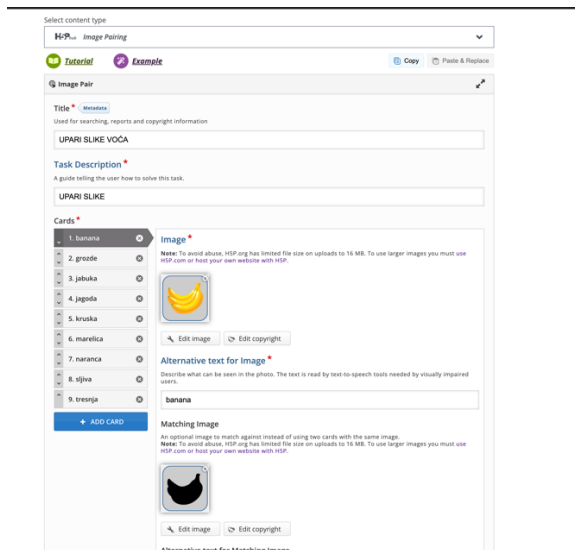 Select content type
H-P Hub Image Pairing
Tutorial Example Copy Paste & Replace
Image Pair
Title * Metadata
Used for searching, reports and copyright information
UPARI SLIKE VOĆA
Task Description *
A guide telling the user how to solve this task.
UPARI SLIKE
Cards *
1. banana
2. grozde
3. jabuka
4. jagoda
5. kruska
6. marelica
7. naranca
8. sljiva
9. tresnja
+ ADD CARD
Image *
Note: To avoid abuse, H5P.org has limited file size on uploads to 16 MB. To use larger images you must use
H5P.com or host your own website with H5P.
Edit image Edit copyright
Alternative text for Image *
Describe what can be seen in the photo. The text is read by text-to-speech tools needed by visually impaired
users.
banana
Matching Image
An optional image to match against instead of using two cards with the same image.
Note: To avoid abuse, H5P.org has limited file size on uploads to 16 MB. To use larger images you must use
H5P.com or host your own website with H5P.
Edit image Edit copyright
Alternative text for Matching Image